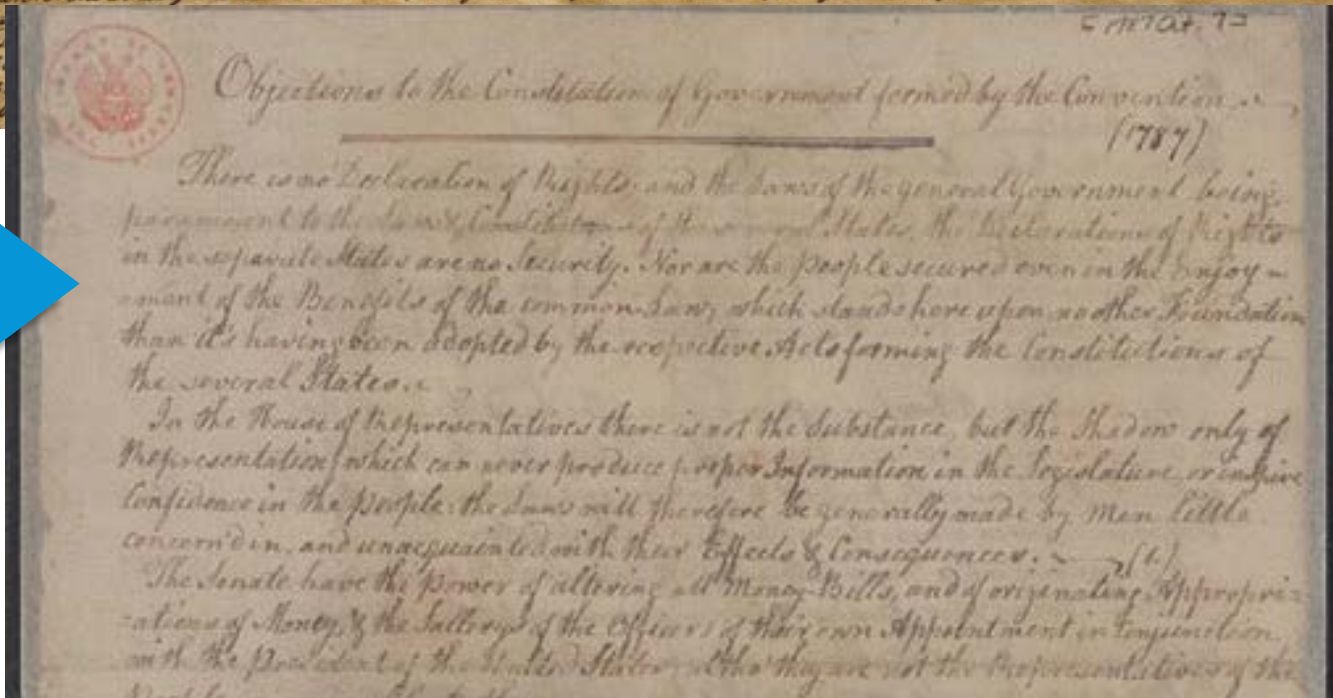 Objections to the Constitution of Government formed by the Convention.
(1787)
There is no Declaration of Rights; and the Laws of the general Government being
paramount to the Laws & Constitutions of the several States, the Declarations of Rights
in the separate States are no Security. Nor are the people secured even in the Enjoy-
-ment of the Benefits of the common-Law, which stands here upon no other Foundation
than it's having been adopted by the respective Acts forming the Constitutions of
the several States.
In the House of Representatives there is not the Substance, but the Shadow only of
Representation; which can never produce proper Information in the Legislature, or inspire
Confidence in the People: the Laws will therefore be generally made by Men little
concern'd in, and unacquainted with their Effects & Consequences. (1.)
The Senate have the Power of altering all Money-Bills, and of originating Appropri-
-ations of Money, & the Sallerys of the Officers of their own Appointment in Conjunction
with the President of the United States; altho they are not the Representatives of the